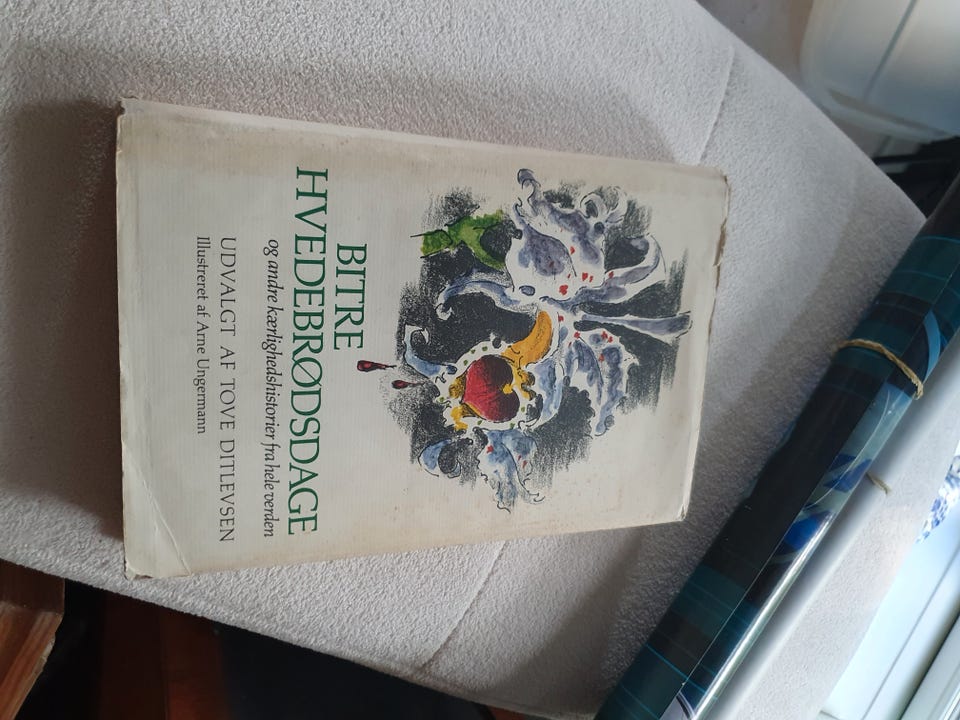 BITRE
HVEDEBRØDSDAGE
og andre kærlighedshistorier fra hele verden
UDVALGT AF TOVE DITLEVSEN
Illustreret af Arne Ungermann